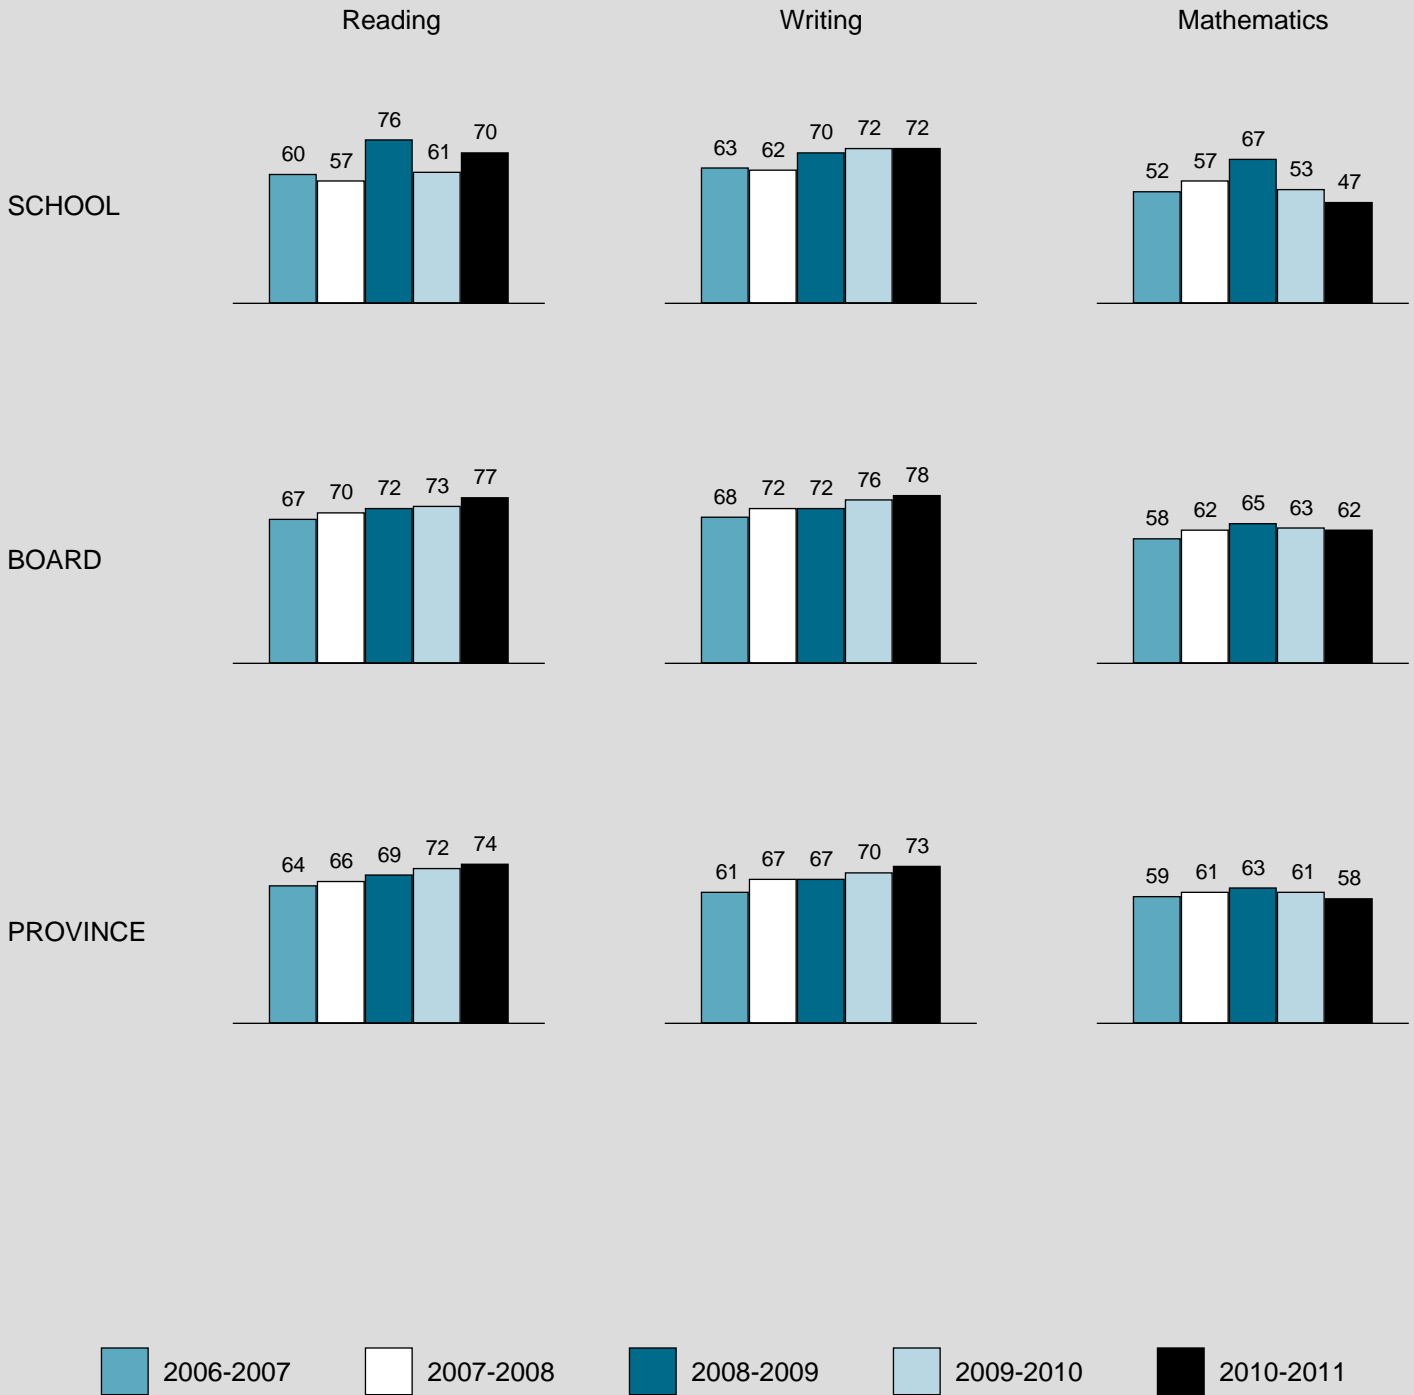 Reading Writing Mathematics
SCHOOL
60 57 76 61 70
63 62 70 72 72
52 57 67 53 47
BOARD
67 70 72 73 77
68 72 72 76 78
58 62 65 63 62
PROVINCE
64 66 69 72 74
61 67 67 70 73
59 61 63 61 58
2006-2007 2007-2008 2008-2009 2009-2010 2010-2011